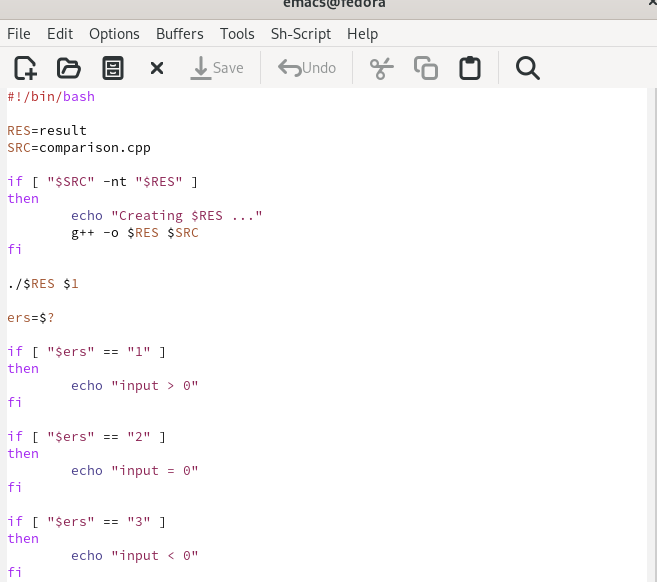 emacs@fedora
File Edit Options Buffers Tools Sh-Script Help
Save Undo
#!/bin/bash
RES=result
SRC=comparison.cpp
if [ "$SRC" -nt "$RES" ]
then
echo "Creating $RES ..."
g++ -o $RES $SRC
fi
./$RES $1
ers=$?
if [ "$ers" == "1" ]
then
echo "input > 0"
fi
if [ "$ers" == "2" ]
then
echo "input = 0"
fi
if [ "$ers" == "3" ]
then
echo "input < 0"
fi